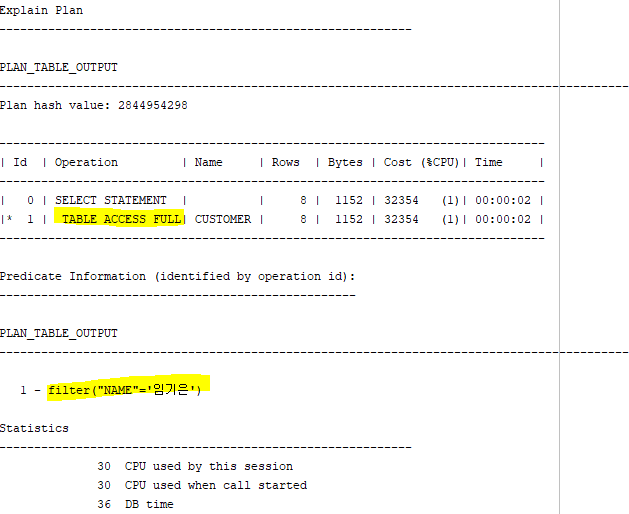 Explain Plan
-----------------------------------------------------------
PLAN_TABLE_OUTPUT
------------------------------------------------------------------------------------------
Plan hash value: 2844954298
------------------------------------------------------------------------------
| Id  | Operation         | Name     | Rows  | Bytes | Cost (%CPU)| Time     |
------------------------------------------------------------------------------
|   0 | SELECT STATEMENT  |          |     8 |  1152 | 32354   (1)| 00:00:02 |
|*  1 |  TABLE ACCESS FULL| CUSTOMER |     8 |  1152 | 32354   (1)| 00:00:02 |
------------------------------------------------------------------------------
Predicate Information (identified by operation id):
---------------------------------------------------
PLAN_TABLE_OUTPUT
------------------------------------------------------------------------------------------
1 - filter("NAME"='임기은')
Statistics
-----------------------------------------------------------
30  CPU used by this session
30  CPU used when call started
36  DB time